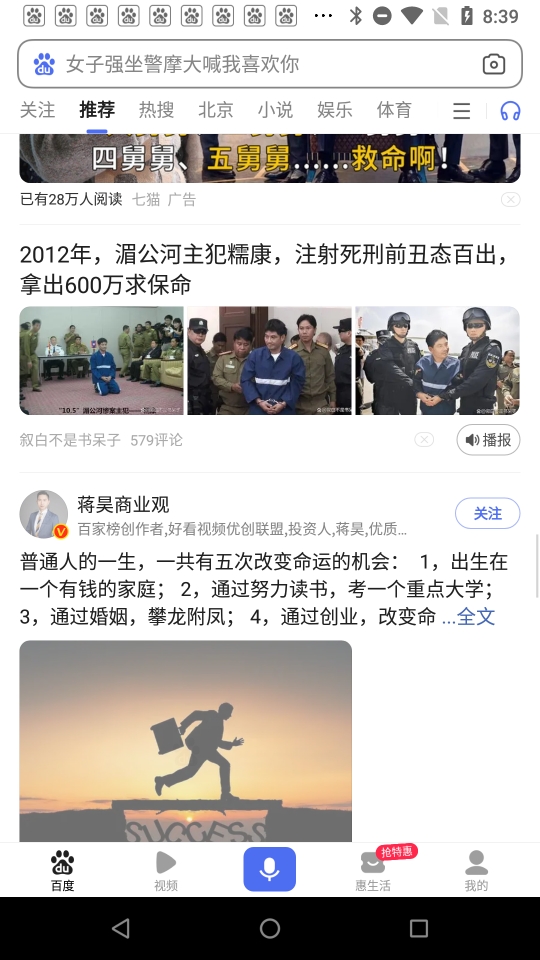 8:39
女子强坐警摩大喊我喜欢你
关注 推荐 热搜 北京 小说 娱乐 体育
四舅舅、五舅舅……救命啊！
已有28万人阅读 七猫 广告
2012年，湄公河主犯糯康，注射死刑前丑态百出，
拿出600万求保命
"10.5"湄公河惨案主犯
叙白不是书呆子 579评论
播报
蒋昊商业观
关注
百家榜创作者,好看视频优创联盟,投资人,蒋昊,优质...
普通人的一生，一共有五次改变命运的机会： 1，出生在
一个有钱的家庭； 2，通过努力读书，考一个重点大学；
3，通过婚姻，攀龙附凤； 4，通过创业，改变命 ...全文
SUCCESS
抢特惠
百度 视频 惠生活 我的